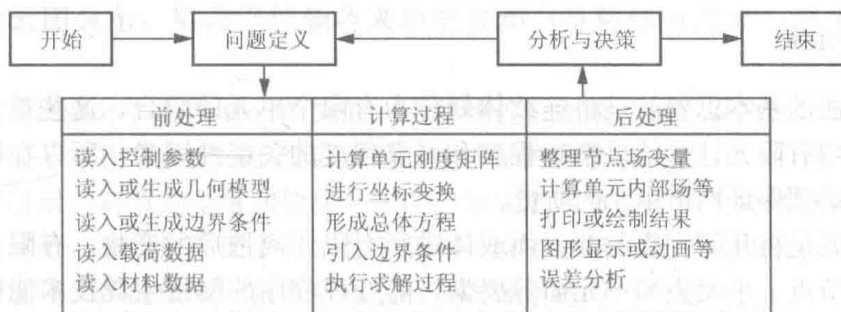 开始 问题定义 分析与决策 结束
前处理 计算过程 后处理
读入控制参数 计算单元刚度矩阵 整理节点场变量
读入或生成几何模型 进行坐标变换 计算单元内部场等
读入或生成边界条件 形成总体方程 打印或绘制结果
读入载荷数据 引入边界条件 图形显示或动画等
读入材料数据 执行求解过程 误差分析